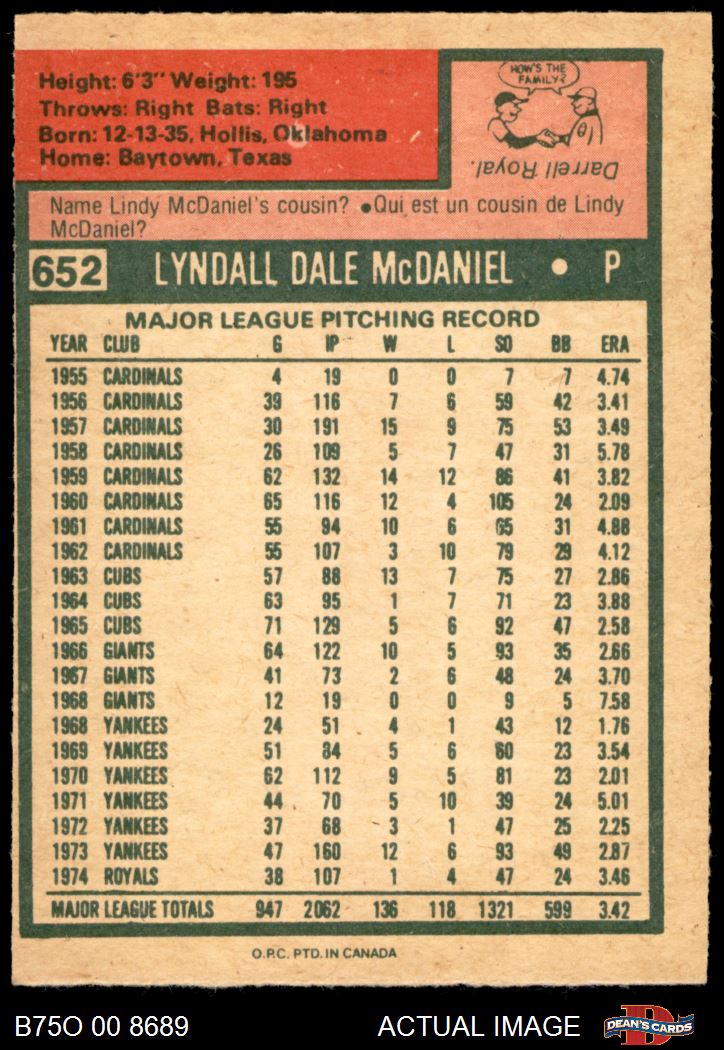 Height: 6'3" Weight: 195
Throws: Right Bats: Right
Born: 12-13-35, Hollis, Oklahoma
Home: Baytown, Texas
HOW'S THE
FAMILY?
Darrell Royal.
Name Lindy McDaniel's cousin? •Qui est un cousin de Lindy
McDaniel?
652 LYNDALL DALE McDANIEL • P
MAJOR LEAGUE PITCHING RECORD
YEAR CLUB G IP W L SO BB ERA
1955 CARDINALS 4 19 0 0 7 7 4.74
1956 CARDINALS 39 116 7 6 59 42 3.41
1957 CARDINALS 30 191 15 9 75 53 3.49
1958 CARDINALS 26 109 5 7 47 31 5.78
1959 CARDINALS 62 132 14 12 86 41 3.82
1960 CARDINALS 65 116 12 4 105 24 2.09
1961 CARDINALS 55 94 10 6 65 31 4.88
1962 CARDINALS 55 107 3 10 79 29 4.12
1963 CUBS 57 88 13 7 75 27 2.86
1964 CUBS 63 95 1 7 71 23 3.88
1965 CUBS 71 129 5 6 92 47 2.58
1966 GIANTS 64 122 10 5 93 35 2.66
1967 GIANTS 41 73 2 6 48 24 3.70
1968 GIANTS 12 19 0 0 9 5 7.58
1968 YANKEES 24 51 4 1 43 12 1.76
1969 YANKEES 51 84 5 6 60 23 3.54
1970 YANKEES 62 112 9 5 81 23 2.01
1971 YANKEES 44 70 5 10 39 24 5.01
1972 YANKEES 37 68 3 1 47 25 2.25
1973 YANKEES 47 160 12 6 93 49 2.87
1974 ROYALS 38 107 1 4 47 24 3.46
MAJOR LEAGUE TOTALS 947 2062 136 118 1321 599 3.42
O.P.C. PTD. IN CANADA
B75O 00 8689 ACTUAL IMAGE D DEAN'S CARDS